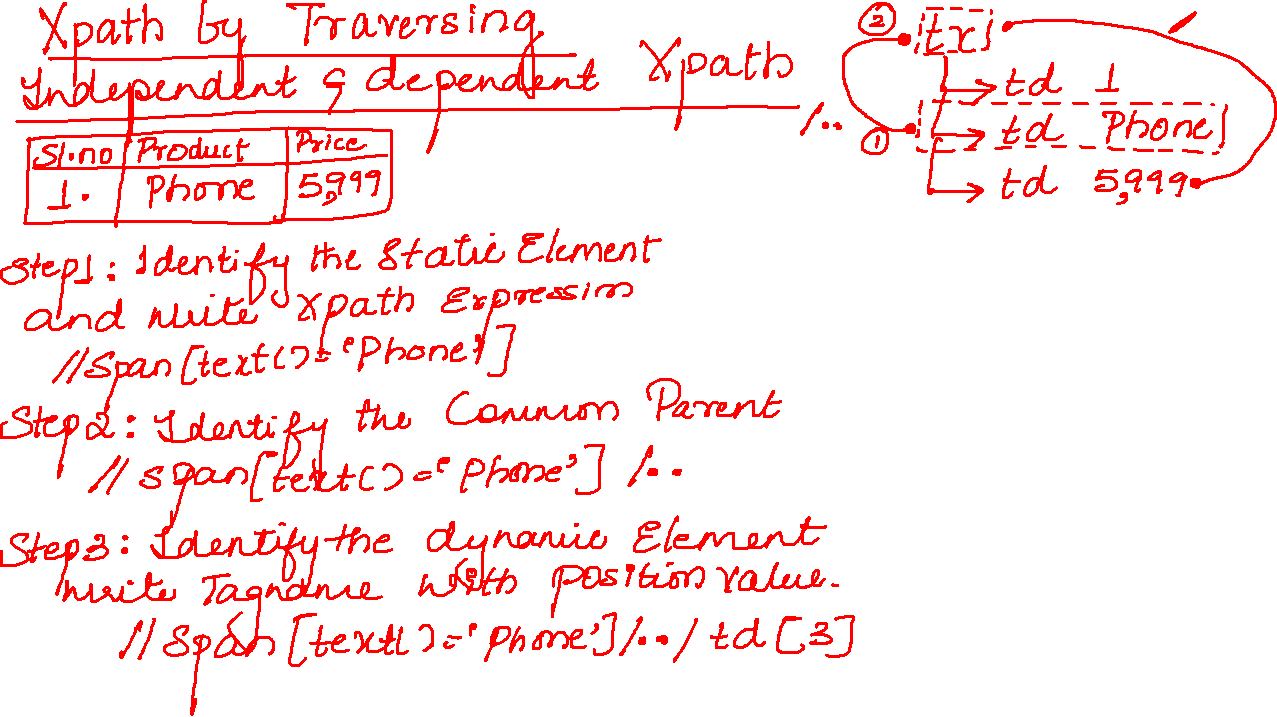 Xpath by Traversing
Independent & dependent Xpath
Sl.no Product Price
1. Phone 5,999
② tr
td 1
/..
① td Phone
td 5,999
Step1: Identify the Static Element
and write Xpath Expression
//Span[text()='Phone']
Step2: Identify the Common Parent
//span[text()='Phone']/..
Step3: Identify the dynamic Element
write Tagname with position value.
//Span[text()='Phone']/../td[3]